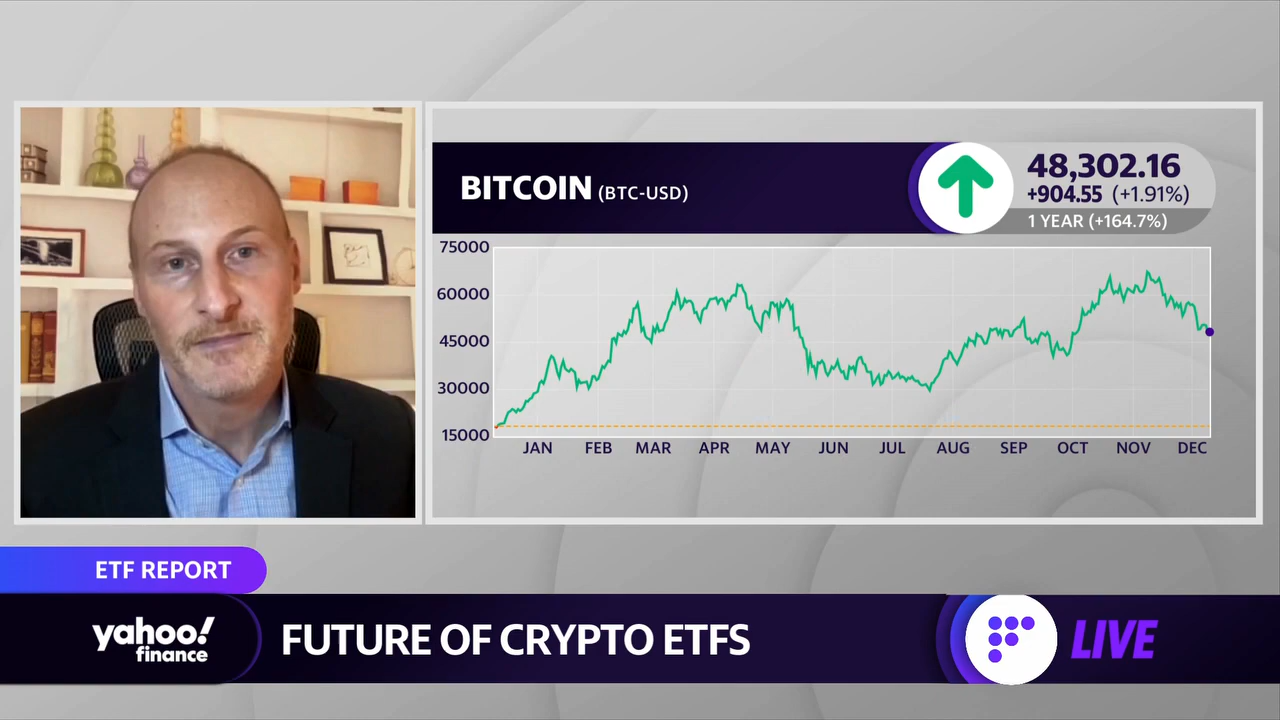 BITCOIN (BTC-USD)
48,302.16
+904.55 (+1.91%)
1 YEAR (+164.7%)
75000
60000
45000
30000
15000
JAN FEB MAR APR MAY JUN JUL AUG SEP OCT NOV DEC
ETF REPORT
yahoo!
finance
FUTURE OF CRYPTO ETFS
LIVE